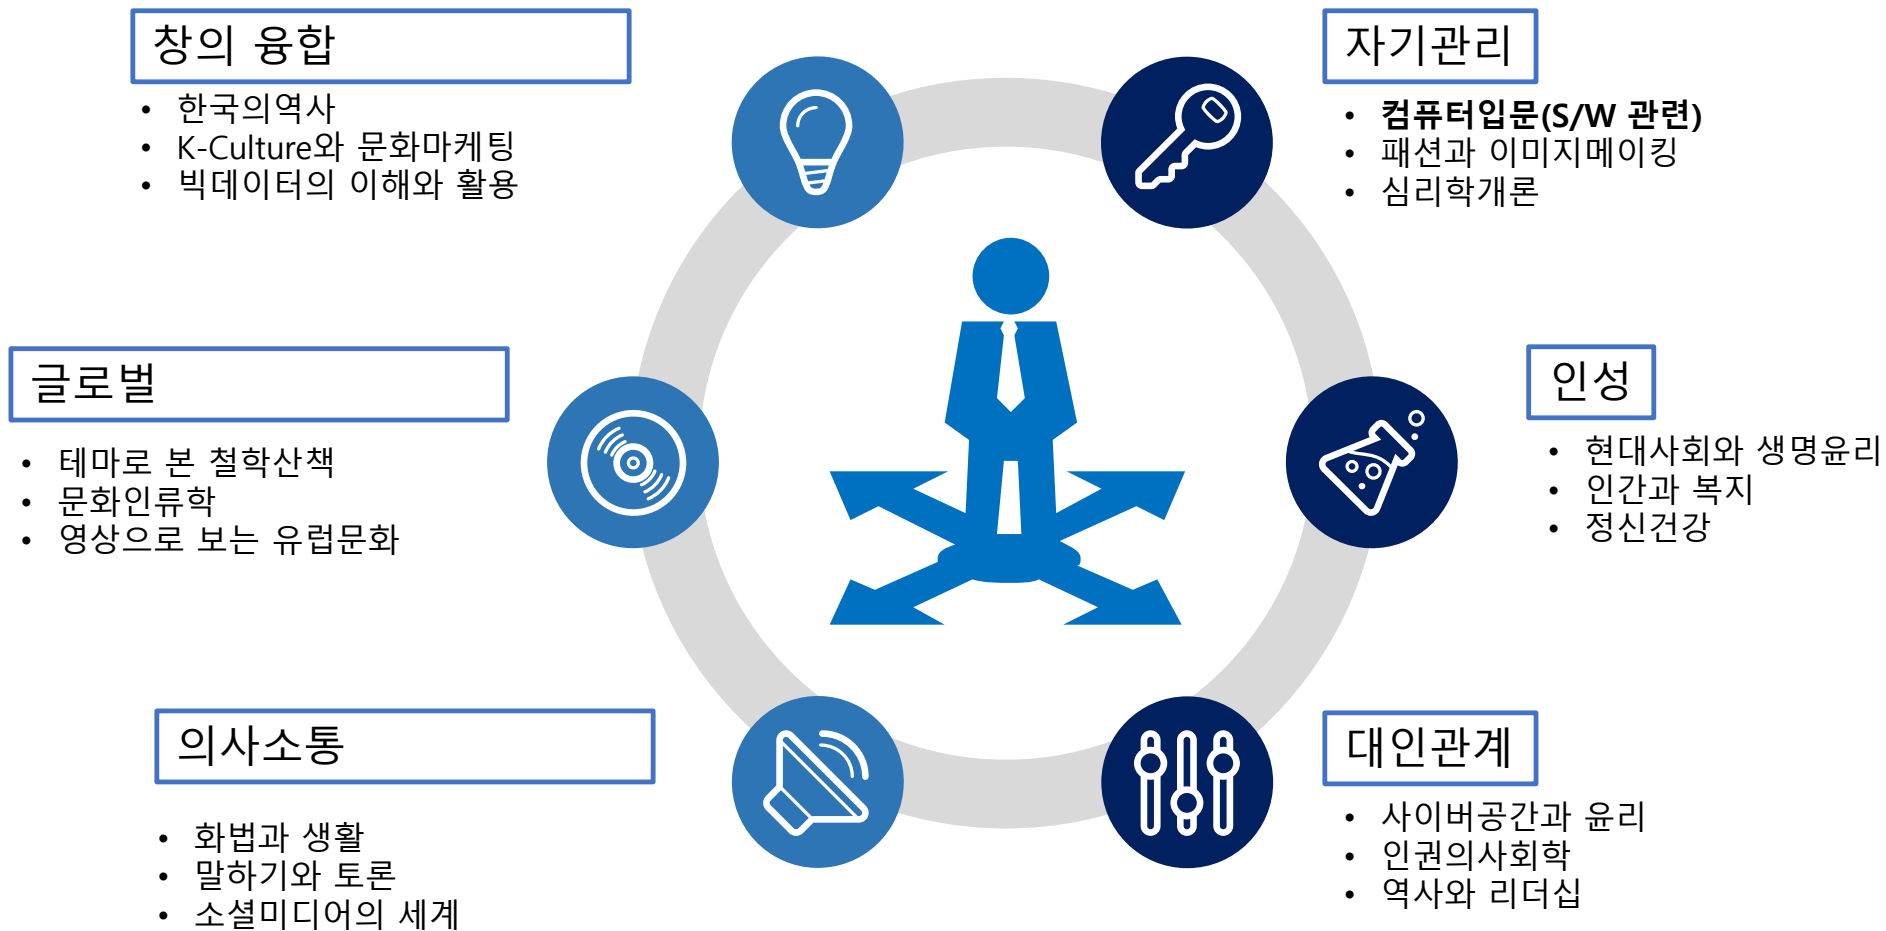 창의 융합
• 한국의역사
• K-Culture와 문화마케팅
• 빅데이터의 이해와 활용
자기관리
• 컴퓨터입문(S/W 관련)
• 패션과 이미지메이킹
• 심리학개론
글로벌
• 테마로 본 철학산책
• 문화인류학
• 영상으로 보는 유럽문화
인성
• 현대사회와 생명윤리
• 인간과 복지
• 정신건강
의사소통
• 화법과 생활
• 말하기와 토론
• 소셜미디어의 세계
대인관계
• 사이버공간과 윤리
• 인권의사회학
• 역사와 리더십